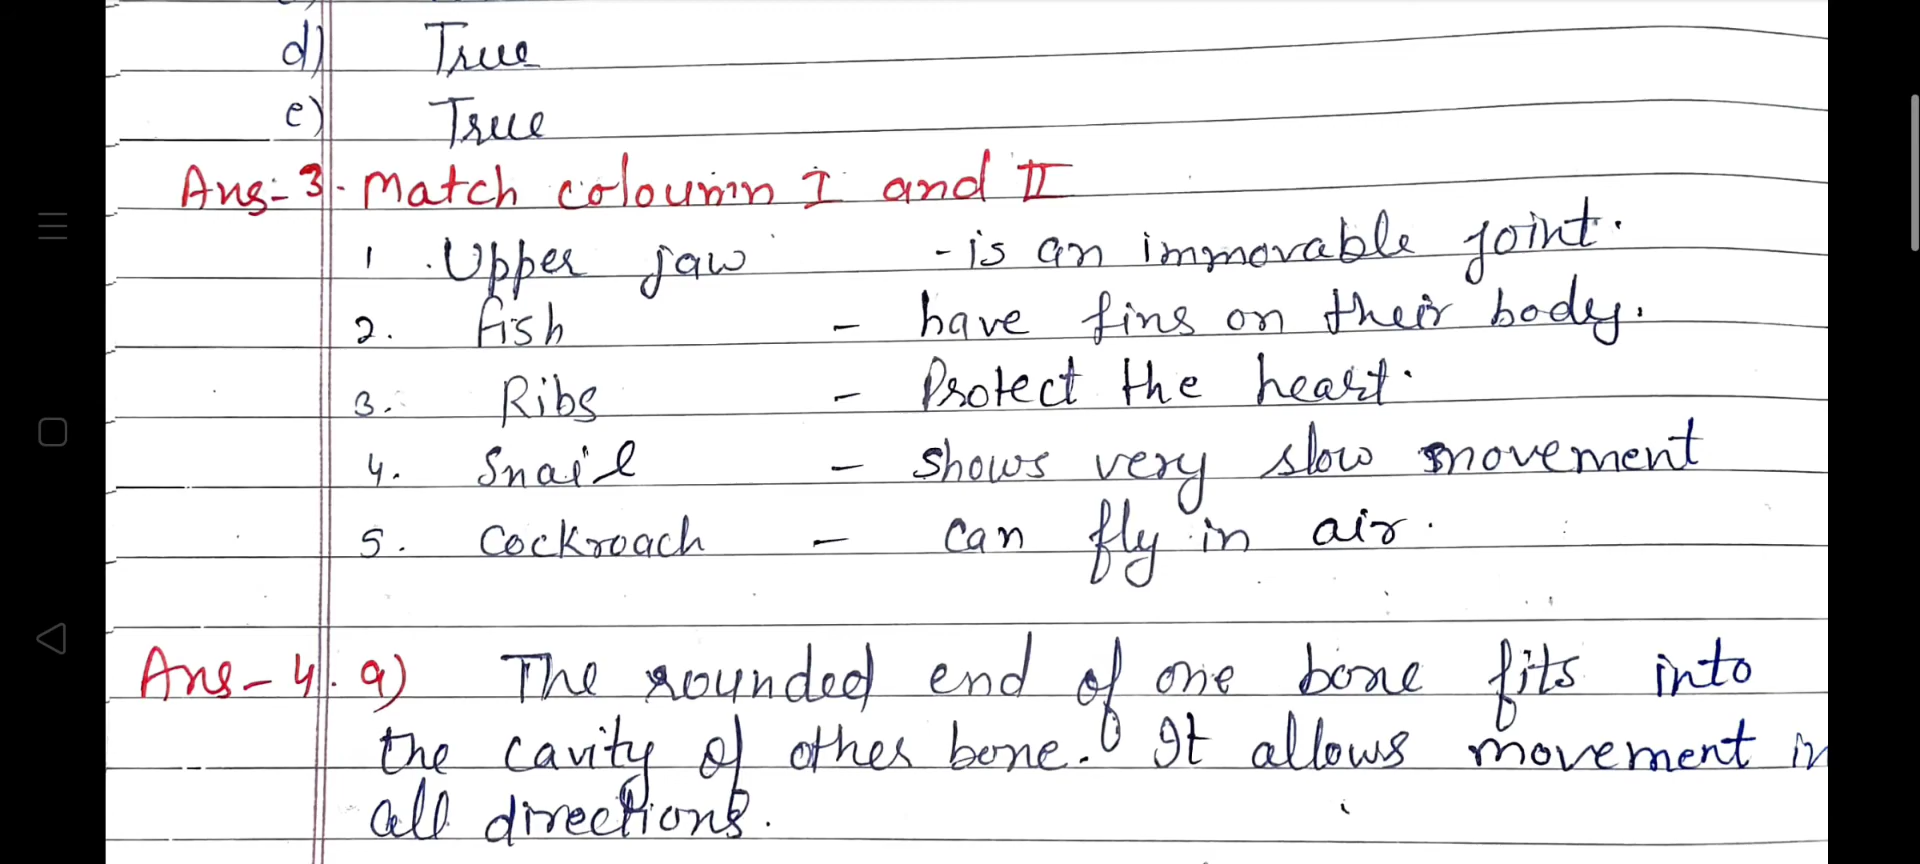 d) True
e) True
Ans:- 3. Match coloumn I and II
1. Upper jaw - is an immovable joint.
2. fish - have fins on their body.
3. Ribs - Protect the heart.
4. Snail - shows very slow movement
5. Cockroach - can fly in air.
Ans-4. a) The rounded end of one bone fits into
the cavity of other bone. It allows movement in
all directions.